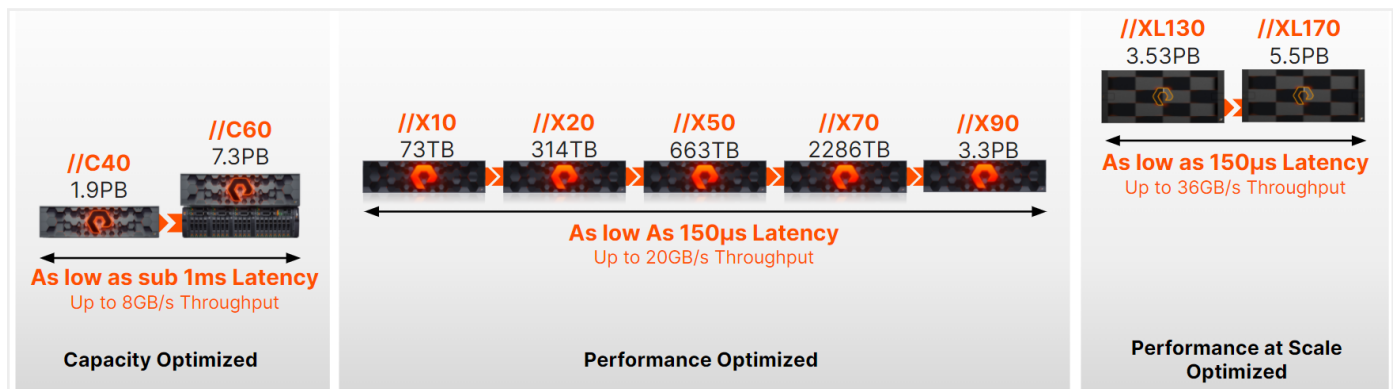 //C40
1.9PB
//C60
7.3PB
As low as sub 1ms Latency
Up to 8GB/s Throughput
Capacity Optimized
//X10
73TB
//X20
314TB
//X50
663TB
//X70
2286TB
//X90
3.3PB
As low As 150µs Latency
Up to 20GB/s Throughput
Performance Optimized
//XL130
3.53PB
//XL170
5.5PB
As low as 150µs Latency
Up to 36GB/s Throughput
Performance at Scale
Optimized